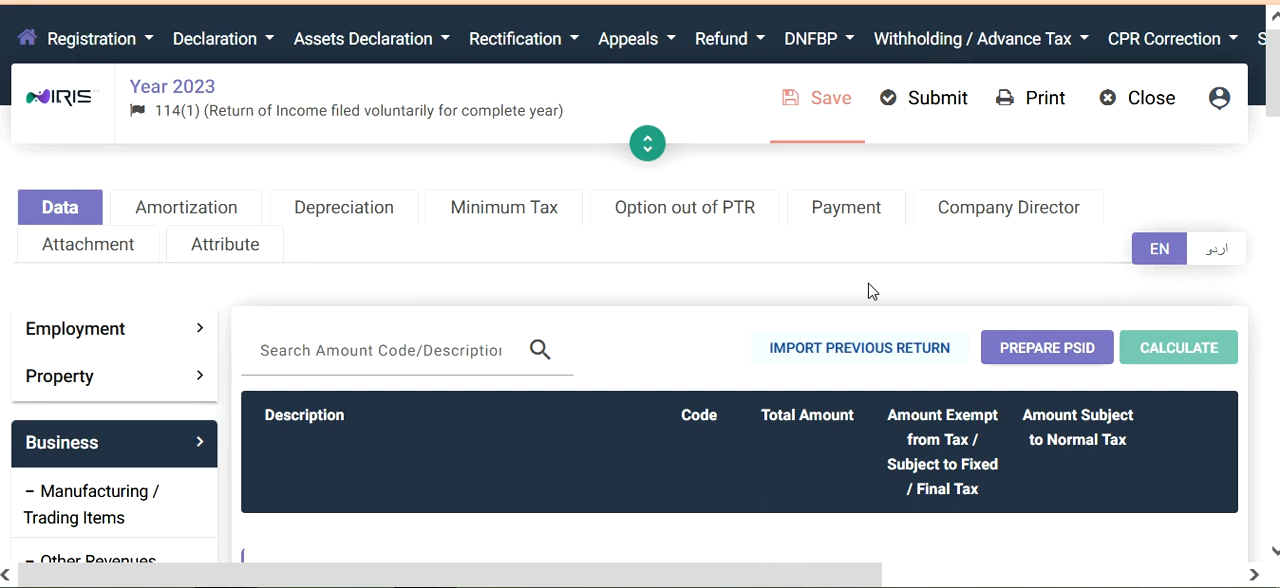 Registration Declaration Assets Declaration Rectification Appeals Refund DNFBP Withholding / Advance Tax CPR Correction S
IRIS
Year 2023
114(1) (Return of Income filed voluntarily for complete year)
Save Submit Print Close
Data Amortization Depreciation Minimum Tax Option out of PTR Payment Company Director
Attachment Attribute
EN اردو
Employment
Property
Business
– Manufacturing /
Trading Items
– Other Revenues
Search Amount Code/Description
IMPORT PREVIOUS RETURN PREPARE PSID CALCULATE
Description Code Total Amount Amount Exempt
from Tax /
Subject to Fixed
/ Final Tax
Amount Subject
to Normal Tax